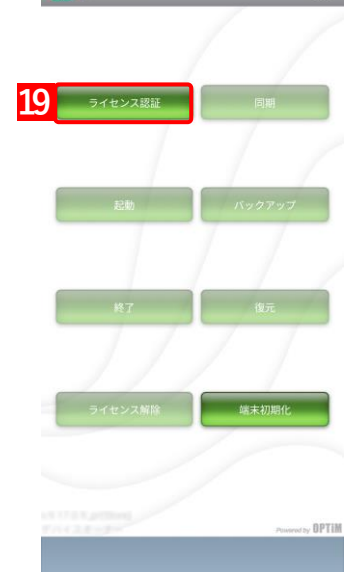 19 ライセンス認証 同期
起動 バックアップ
終了 復元
ライセンス解除 端末初期化
Powered by OPTiM